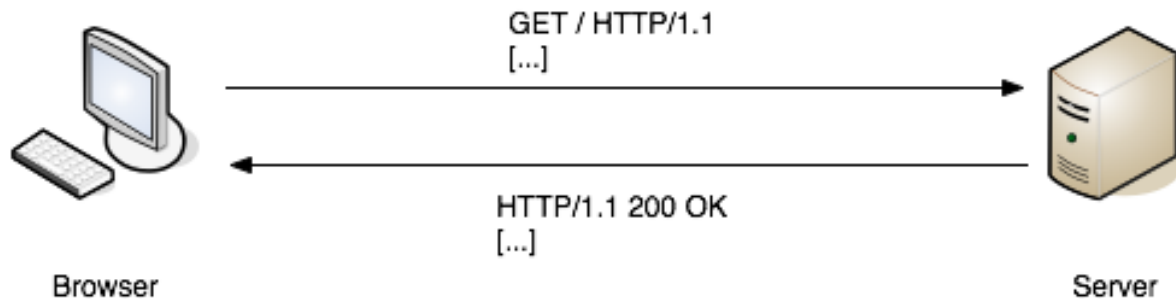 GET / HTTP/1.1
[...]
HTTP/1.1 200 OK
[...]
Browser
Server